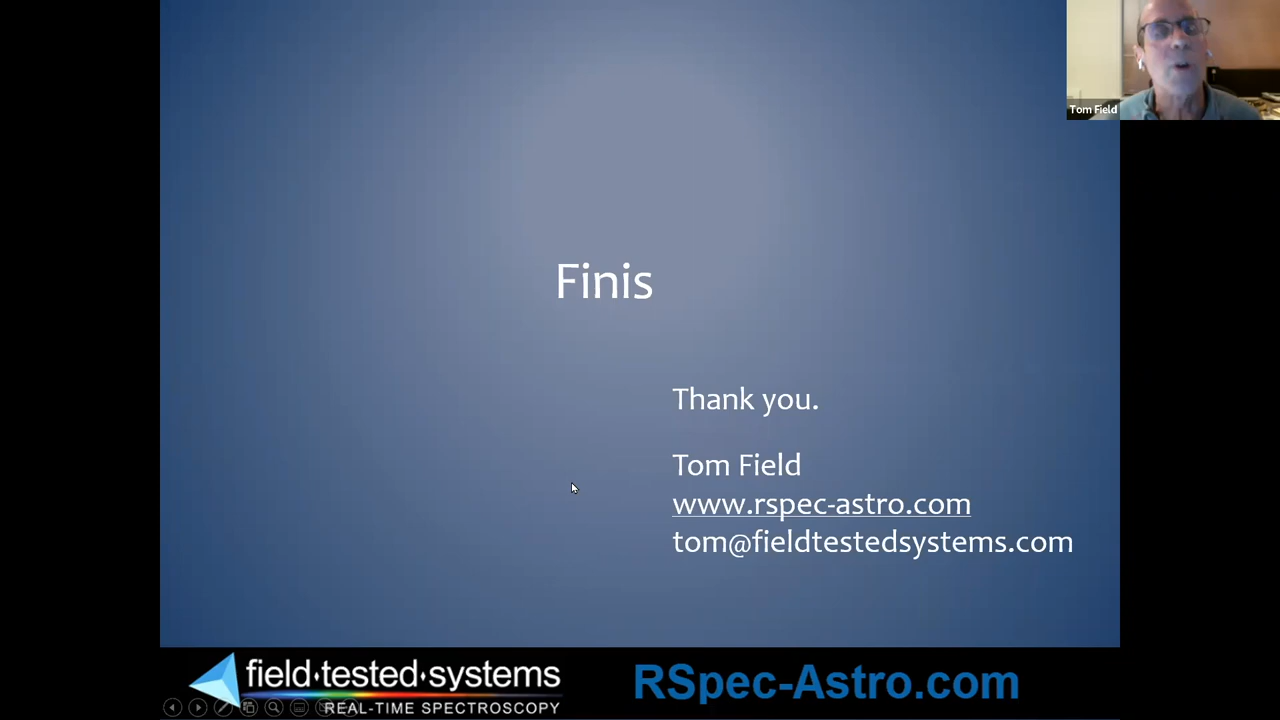 Tom Field
Finis
Thank you.
Tom Field
www.rspec-astro.com
tom@fieldtestedsystems.com
field·tested·systems
REAL-TIME SPECTROSCOPY
RSpec-Astro.com